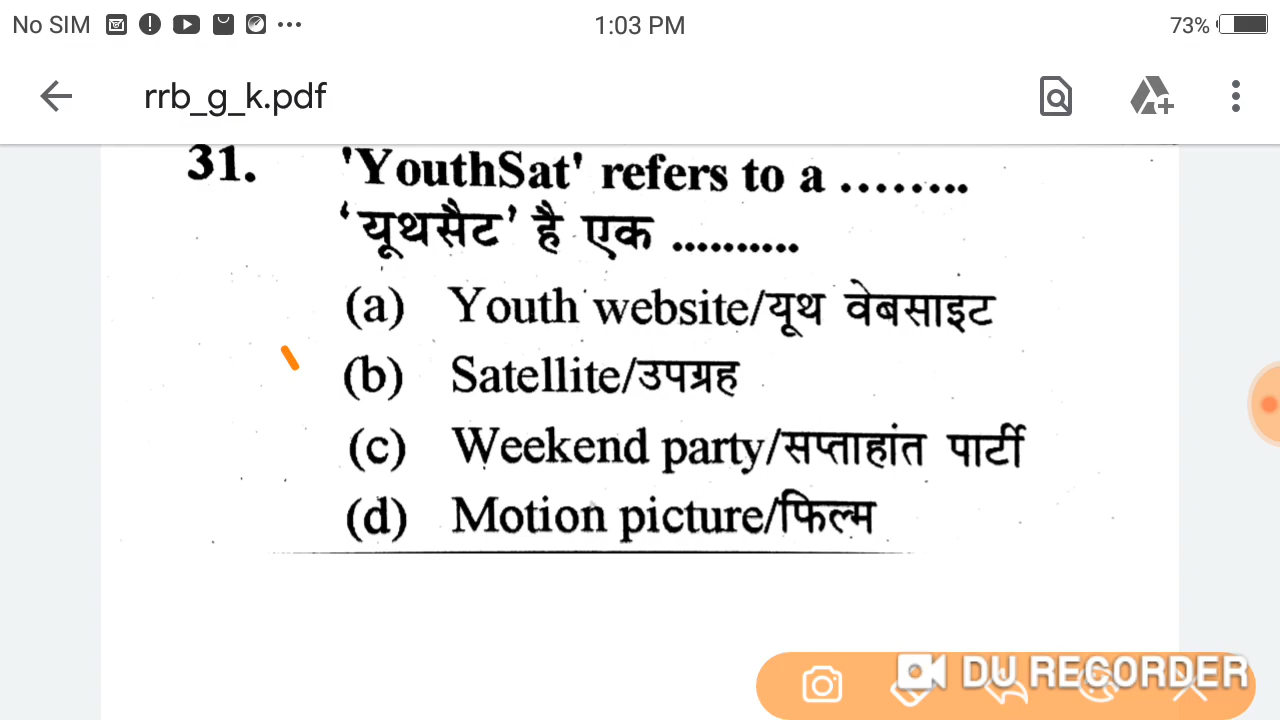 No SIM
1:03 PM
73%
rrb_g_k.pdf
31. 'YouthSat' refers to a ........
‘यूथसैट’ है एक ..........
(a) Youth website/यूथ वेबसाइट
(b) Satellite/उपग्रह
(c) Weekend party/सप्ताहांत पार्टी
(d) Motion picture/फिल्म
DU RECORDER